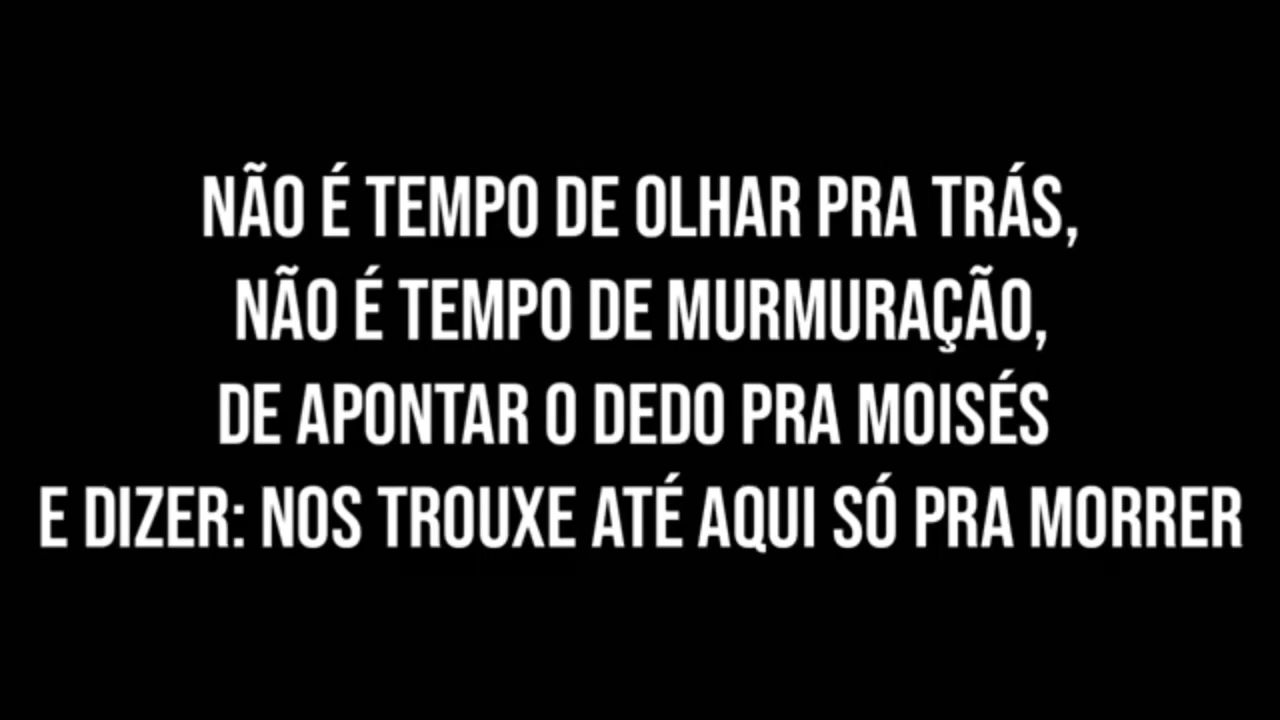 NÃO É TEMPO DE OLHAR PRA TRÁS,
NÃO É TEMPO DE MURMURAÇÃO,
DE APONTAR O DEDO PRA MOISÉS
E DIZER: NOS TROUXE ATÉ AQUI SÓ PRA MORRER